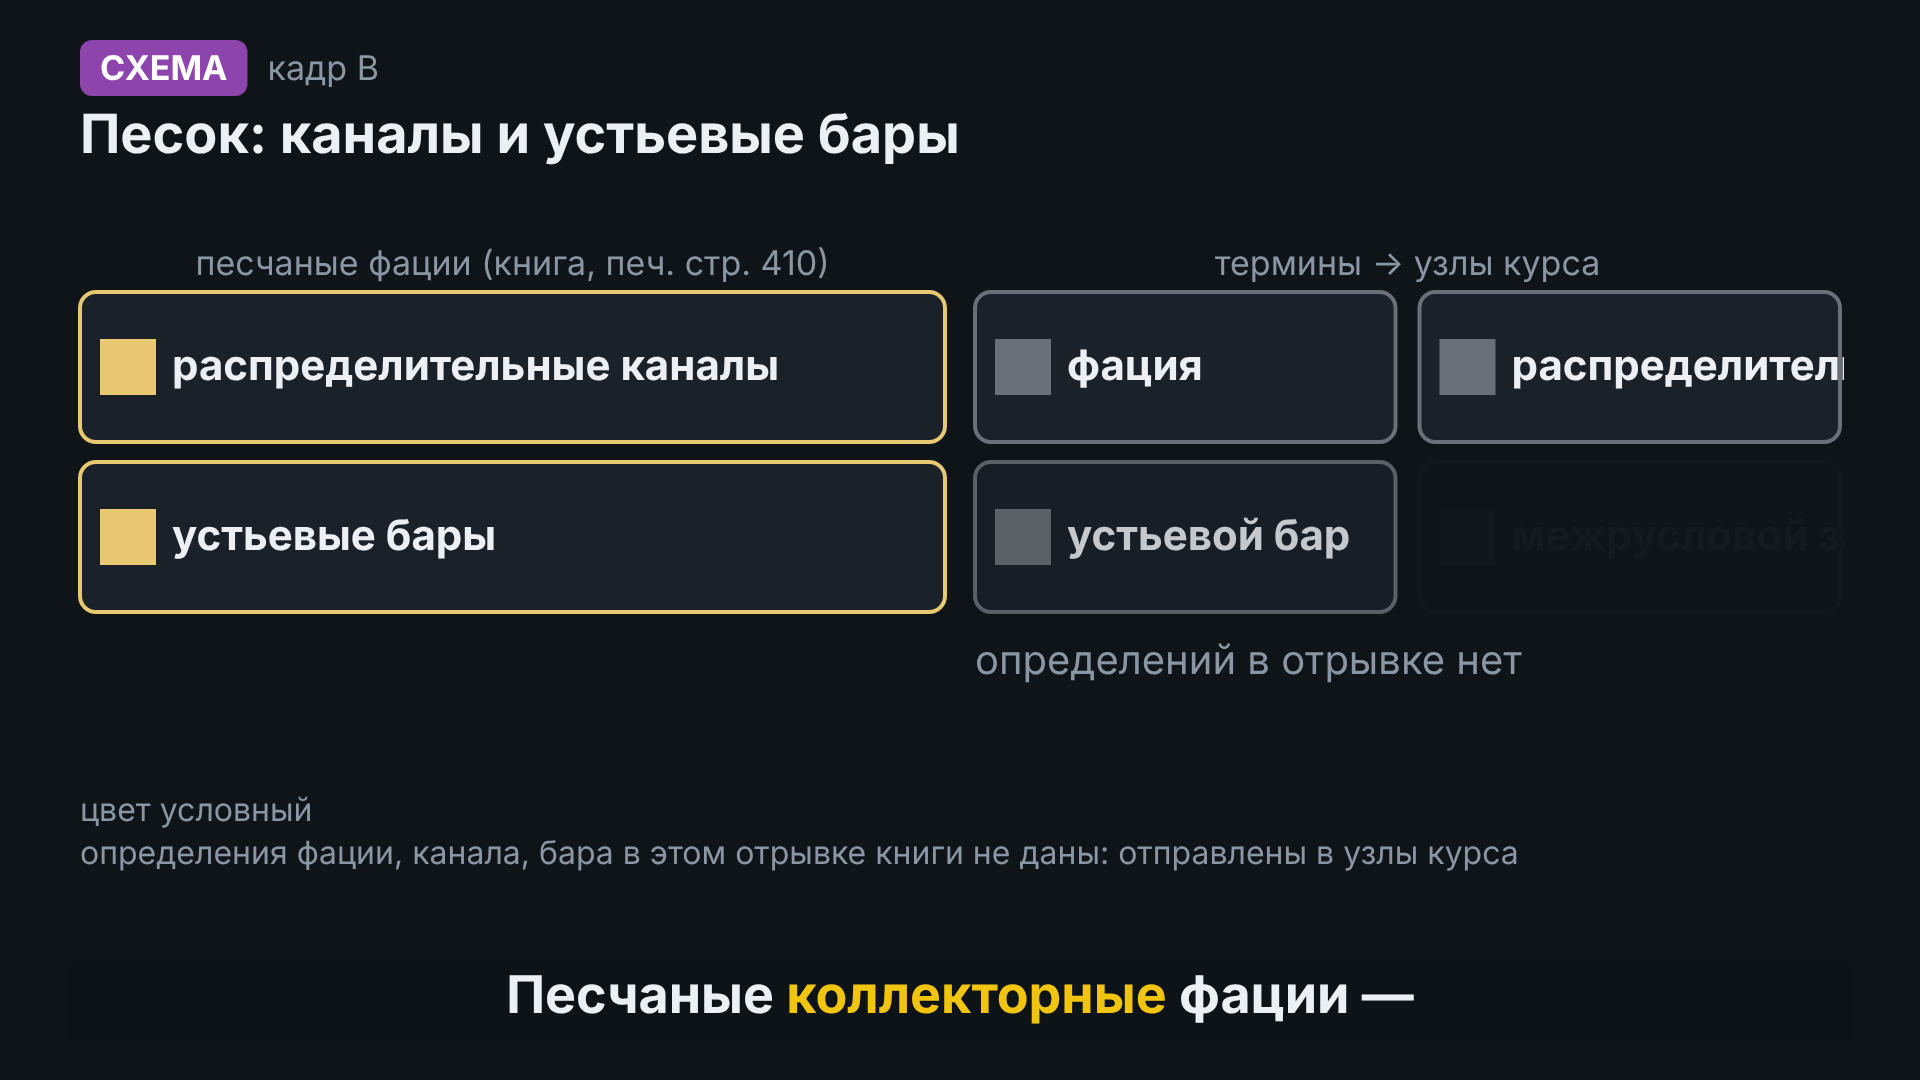 СХЕМА кадр B
Песок: каналы и устьевые бары
песчаные фации (книга, печ. стр. 410)
термины → узлы курса
распределительные каналы
фация
распределител
устьевые бары
устьевой бар
межрусловой з
определений в отрывке нет
цвет условный
определения фации, канала, бара в этом отрывке книги не даны: отправлены в узлы курса
Песчаные коллекторные фации —